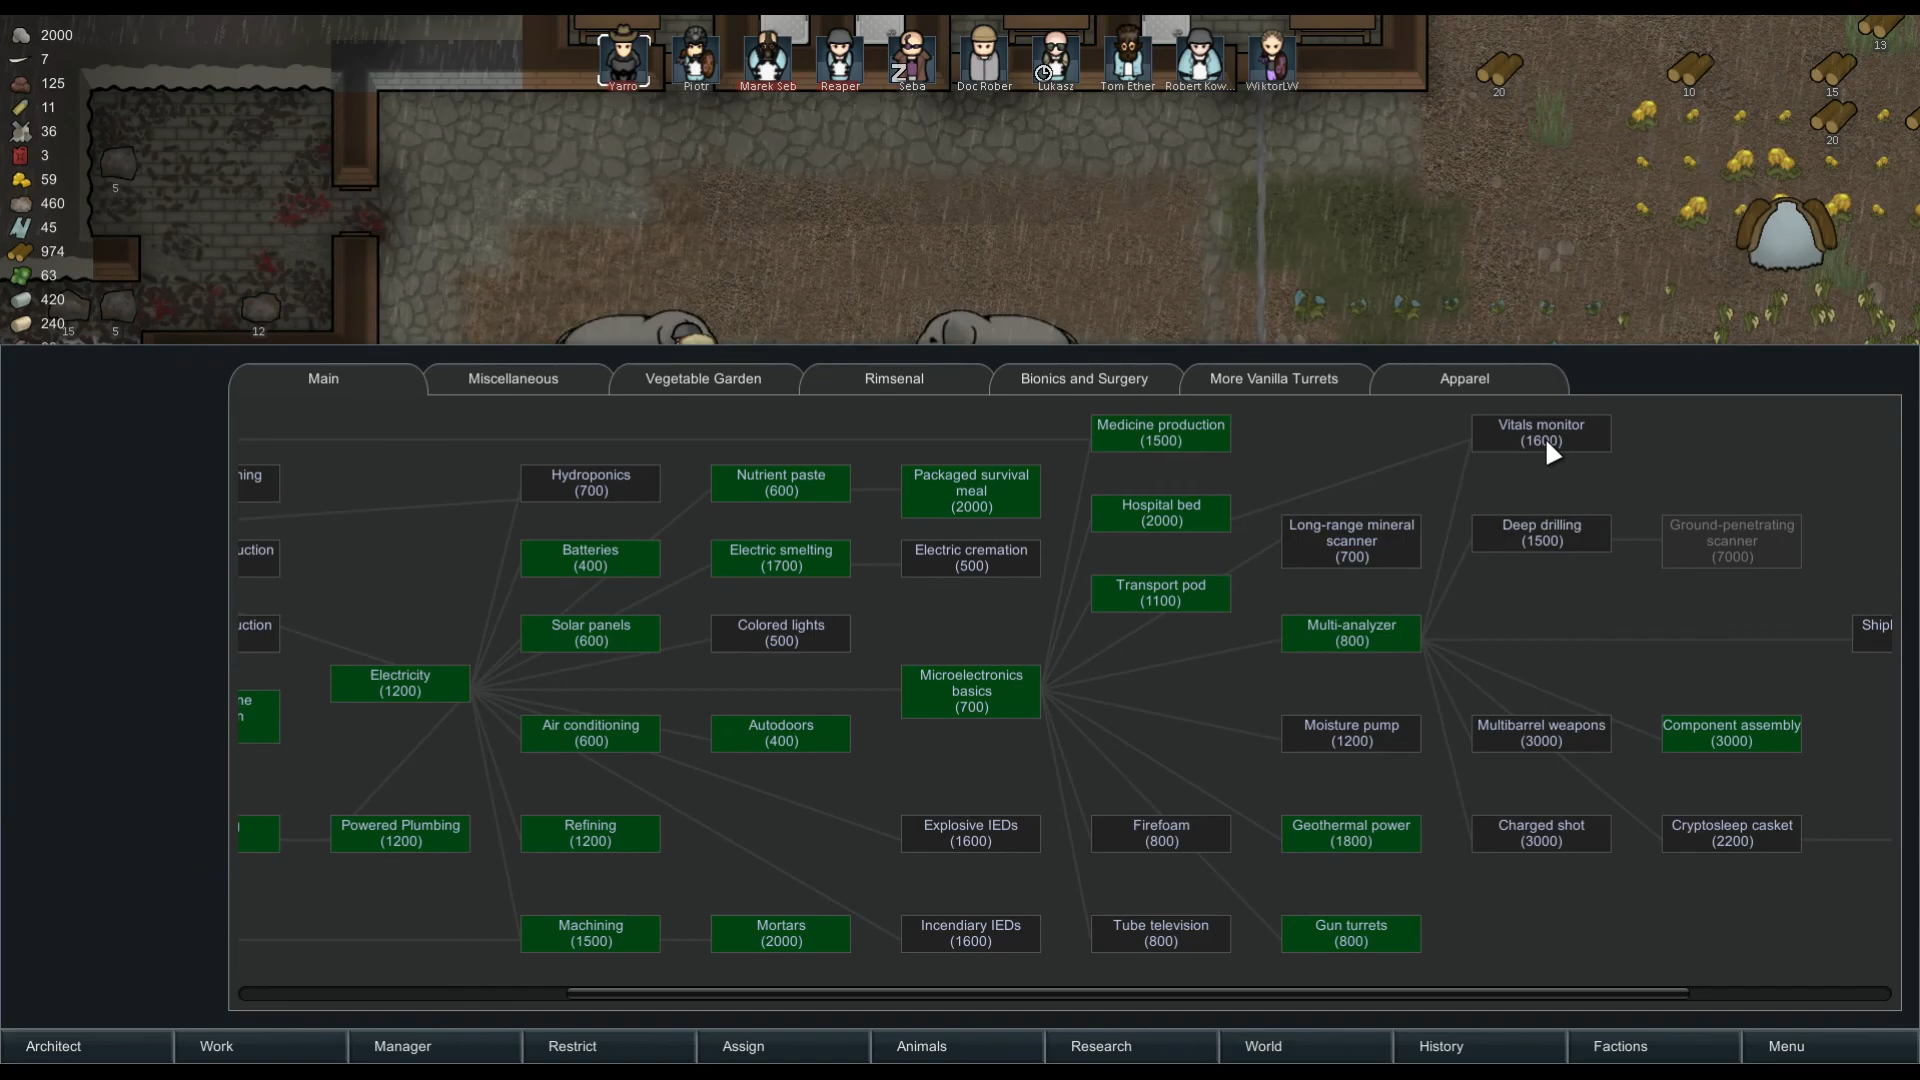 2000
7
125
11
36
3
59
460
45
974
63
420
240
15
5
12
5
Yarro
Piotr
Marek Seb
Reaper
Z
Seba
Doc Rober
Lukasz
Tom Ether
Robert Kow...
WiktorLW
13
20
10
15
20
Main
Miscellaneous
Vegetable Garden
Rimsenal
Bionics and Surgery
More Vanilla Turrets
Apparel
Medicine production
(1500)
Vitals monitor
(1600)
ning
Hydroponics
(700)
Nutrient paste
(600)
Packaged survival
meal
(2000)
Hospital bed
(2000)
Long-range mineral
scanner
(700)
Deep drilling
(1500)
Ground-penetrating
scanner
(7000)
uction
Batteries
(400)
Electric smelting
(1700)
Electric cremation
(500)
Transport pod
(1100)
uction
Solar panels
(600)
Colored lights
(500)
Multi-analyzer
(800)
Shipl
Electricity
(1200)
Microelectronics
basics
(700)
ne
n
Air conditioning
(600)
Autodoors
(400)
Moisture pump
(1200)
Multibarrel weapons
(3000)
Component assembly
(3000)
Powered Plumbing
(1200)
Refining
(1200)
Explosive IEDs
(1600)
Firefoam
(800)
Geothermal power
(1800)
Charged shot
(3000)
Cryptosleep casket
(2200)
Machining
(1500)
Mortars
(2000)
Incendiary IEDs
(1600)
Tube television
(800)
Gun turrets
(800)
Architect
Work
Manager
Restrict
Assign
Animals
Research
World
History
Factions
Menu